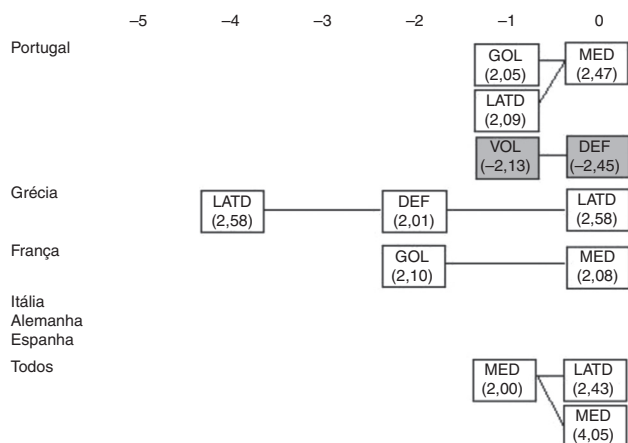 –5 –4 –3 –2 –1 0
Portugal
GOL MED
(2,05) (2,47)
LATD
(2,09)
VOL DEF
(–2,13) (–2,45)
Grécia
LATD DEF LATD
(2,58) (2,01) (2,58)
França
GOL MED
(2,10) (2,08)
Itália
Alemanha
Espanha
Todos
MED LATD
(2,00) (2,43)
MED
(4,05)